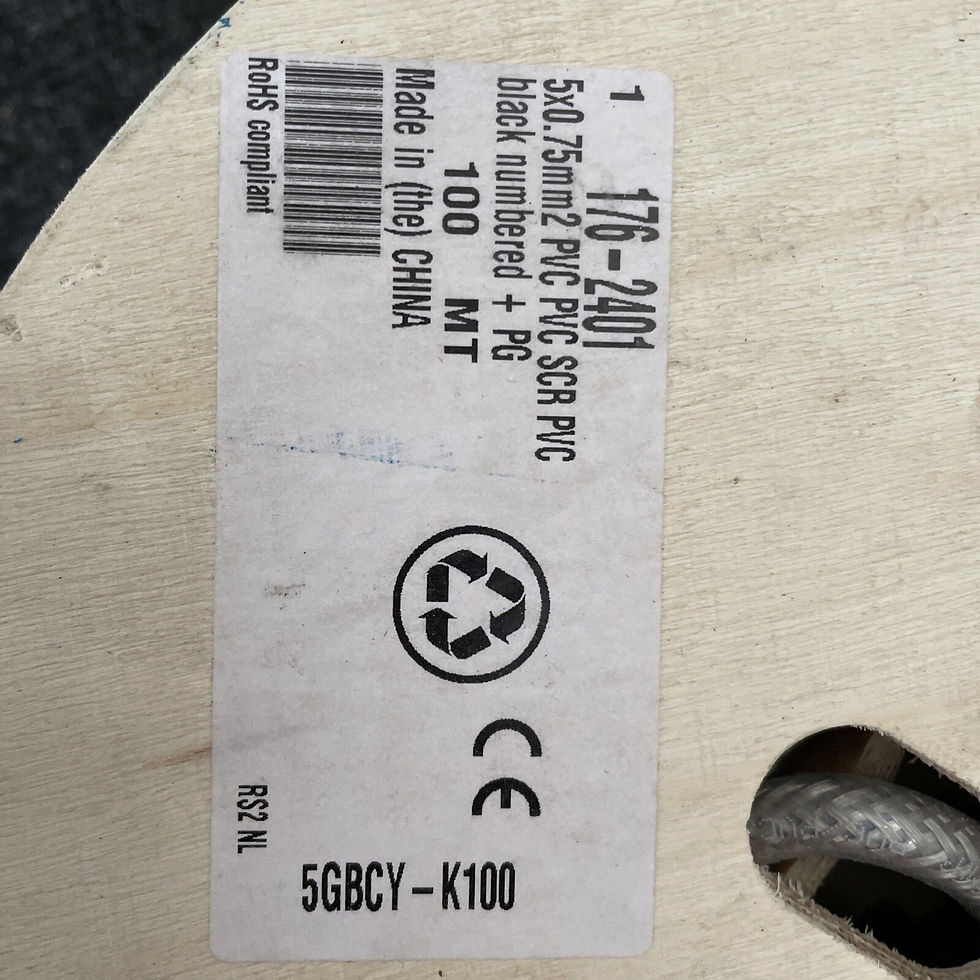 1 176-2401
5x0.75mm2 PVC PVC SCR PVC
black numbered + PG
100 MT
Made in (the) CHINA
RoHS compliant
CE
RS2 NL
5GBCY-K100